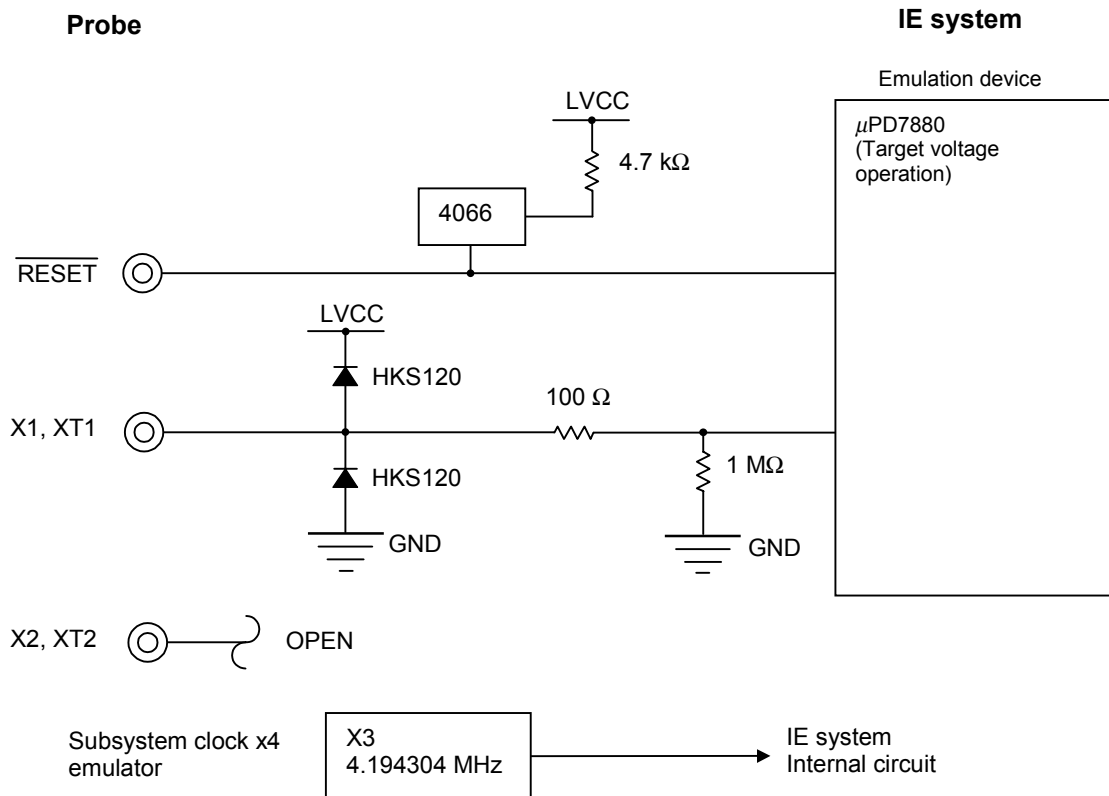 Probe
IE system
Emulation device
LVCC
μPD7880
(Target voltage
operation)
4.7 kΩ
4066
RESET
LVCC
HKS120
100 Ω
X1, XT1
HKS120
1 MΩ
GND
GND
X2, XT2
OPEN
Subsystem clock x4
emulator
X3
4.194304 MHz
IE system
Internal circuit